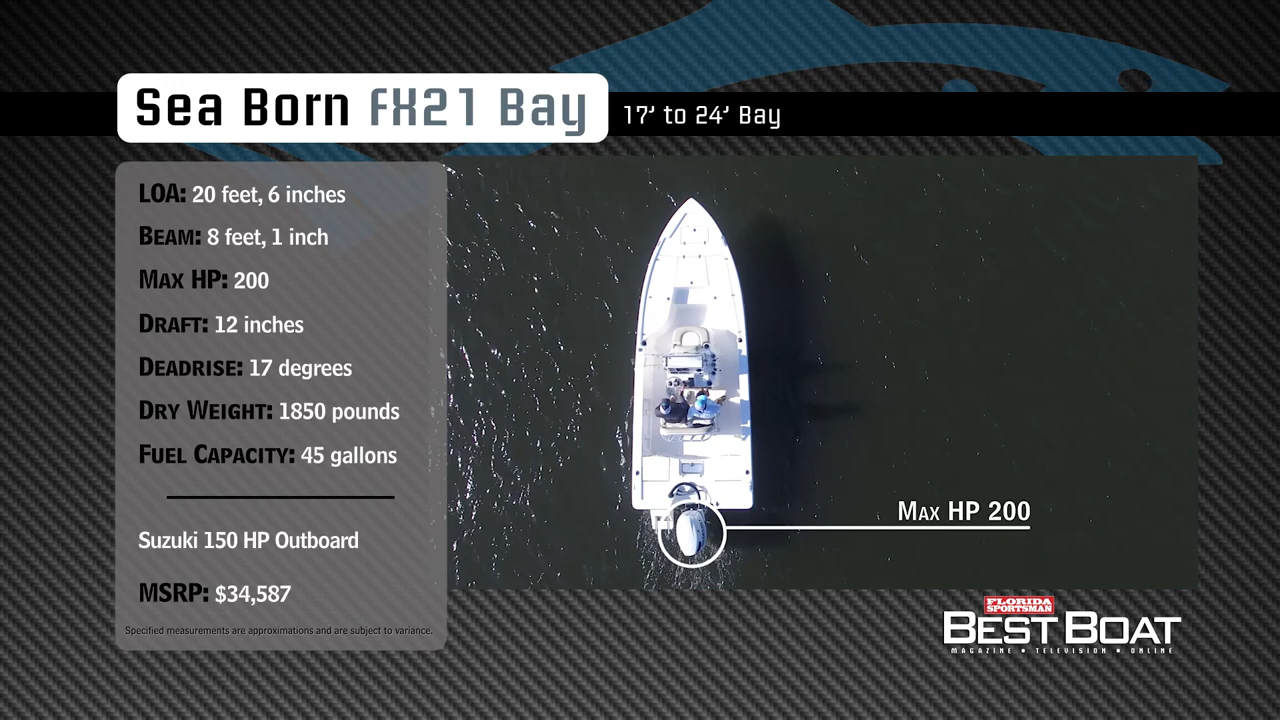 Sea Born FX21 Bay
17' to 24' Bay
LOA: 20 feet, 6 inches
BEAM: 8 feet, 1 inch
MAX HP: 200
DRAFT: 12 inches
DEADRISE: 17 degrees
DRY WEIGHT: 1850 pounds
FUEL CAPACITY: 45 gallons
Suzuki 150 HP Outboard
MSRP: $34,587
Specified measurements are approximations and are subject to variance.
MAX HP 200
FLORIDA
SPORTSMAN
BEST BOAT
MAGAZINE • TELEVISION • ONLINE